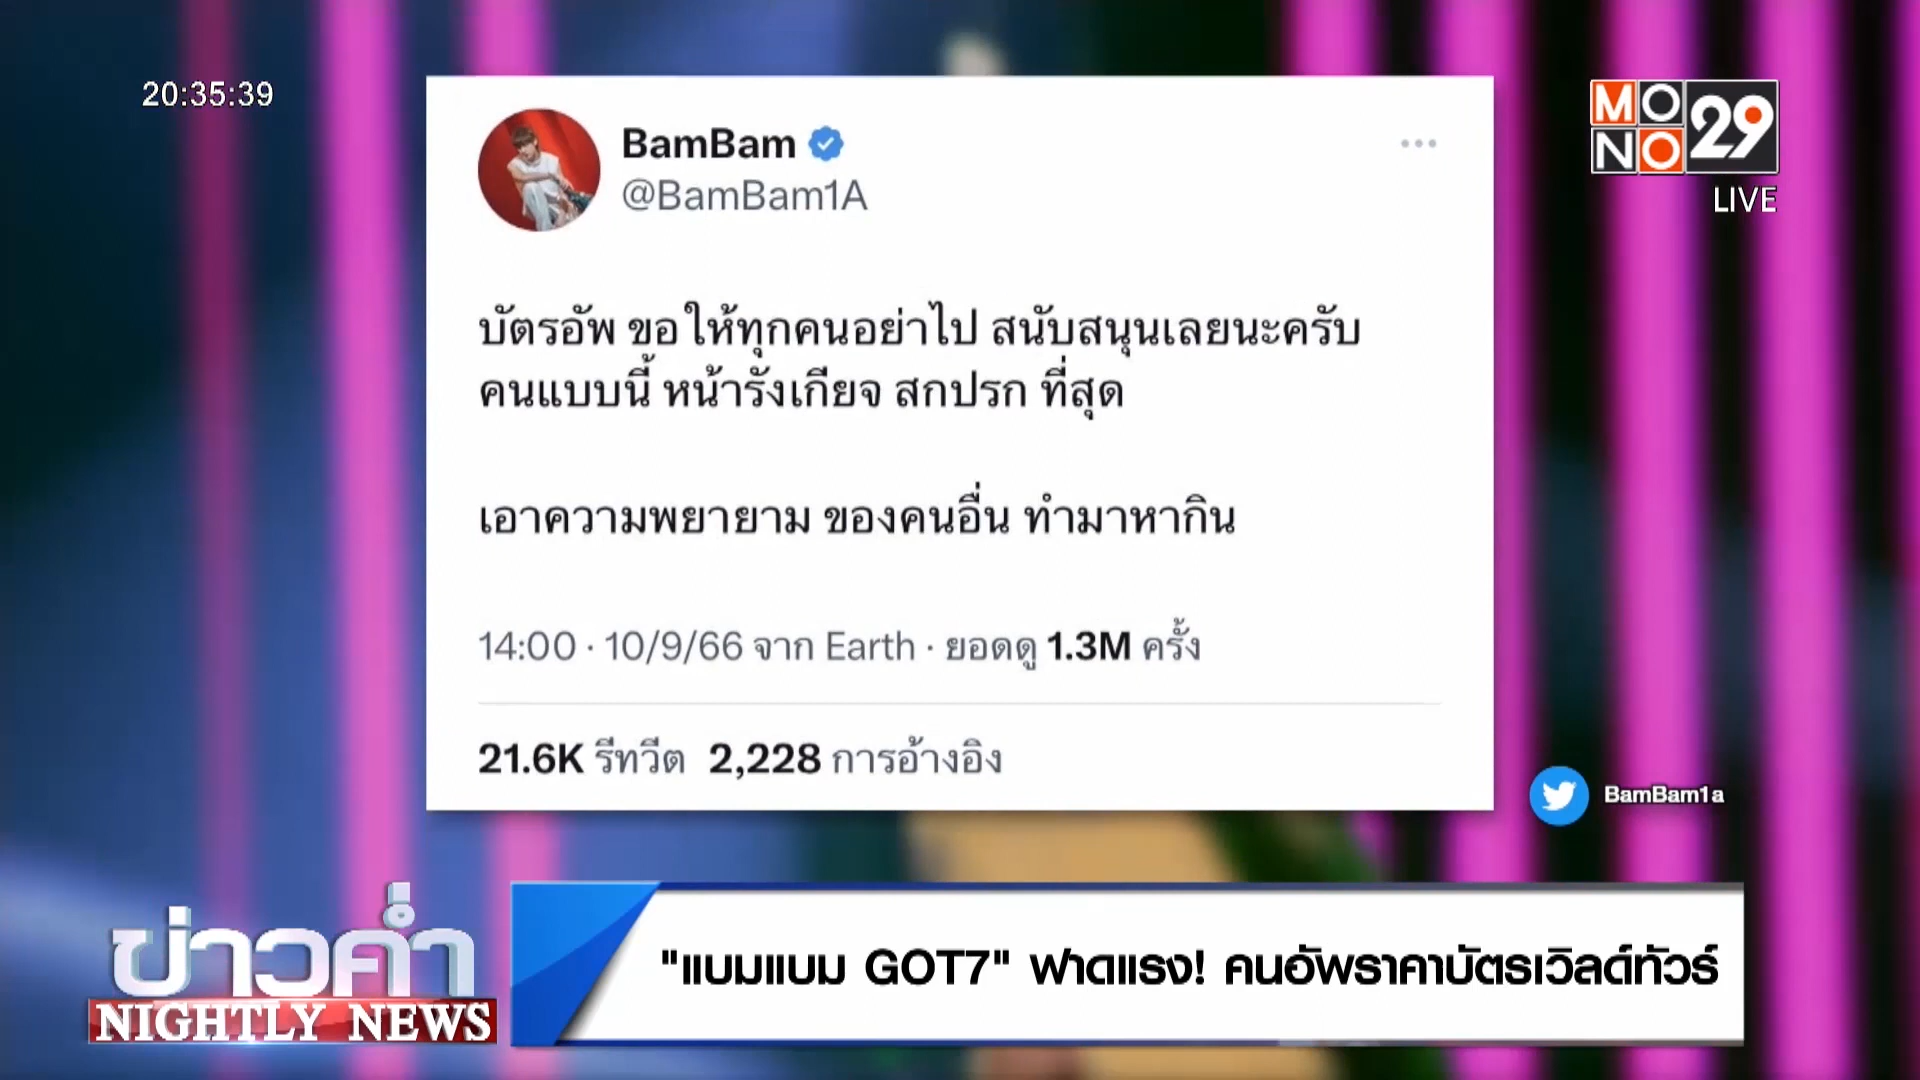 20:35:39
MONO 29
LIVE
BamBam
@BamBam1A
บัตรอัพ ขอให้ทุกคนอย่าไป สนับสนุนเลยนะครับ
คนแบบนี้ หน้ารังเกียจ สกปรก ที่สุด
เอาความพยายาม ของคนอื่น ทำมาหากิน
14:00 · 10/9/66 จาก Earth · ยอดดู 1.3M ครั้ง
21.6K รีทวีต 2,228 การอ้างอิง
BamBam1a
ข่าวค่ำ
NIGHTLY NEWS
"แบมแบม GOT7" ฟาดแรง! คนอัพราคาบัตรเวิลด์ทัวร์